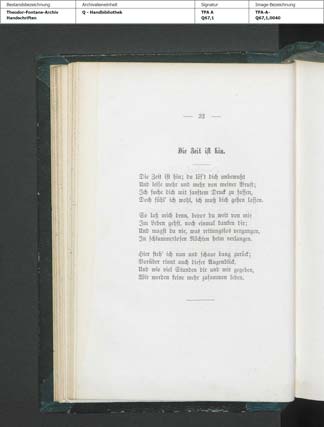 Bestandsbezeichnung Archivalieneinheit Signatur Image-Bezeichnung
Theodor-Fontane-Archiv Q - Handbibliothek TFA A TFA-A-
Handschriften Q67,1 Q67,1,0040
— 32 —
Die Zeit ist hin.
Die Zeit ist hin; du löst dich unbewußt
Und leise mehr und mehr von meiner Brust;
Ich suche dich mit sanftem Druck zu fassen,
Doch fühl' ich wohl, ich muß dich gehen lassen.
So laß mich denn, bevor du weit von mir
Im Leben gehst, noch einmal danken dir;
Und magst du nie, was rettungslos vergangen,
In schlummerlosen Nächten heim verlangen.
Hier steh' ich nun und schaue bang zurück;
Vorüber rinnt auch dieser Augenblick,
Und wie viel Stunden dir und mir gegeben,
Wir werden keine mehr zusammen leben.